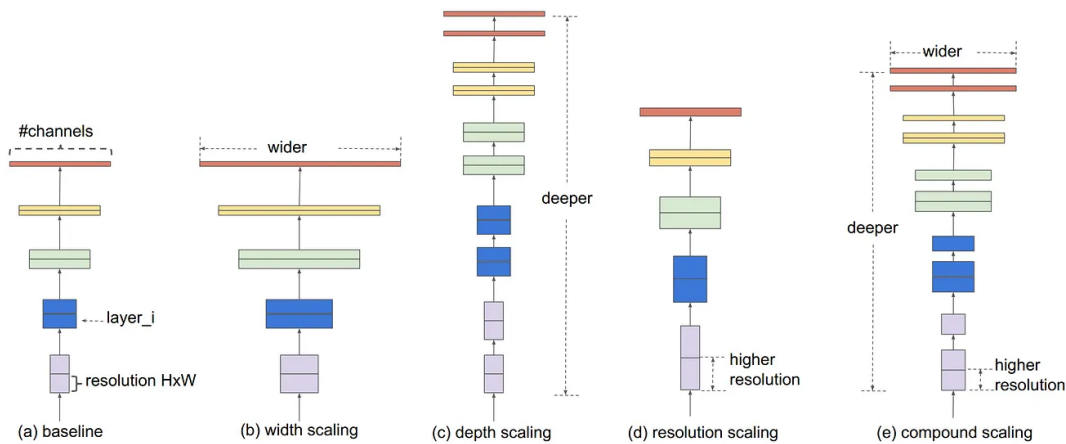 #channels
layer_i
resolution HxW
(a) baseline
wider
(b) width scaling
deeper
(c) depth scaling
higher
resolution
(d) resolution scaling
wider
deeper
higher
resolution
(e) compound scaling